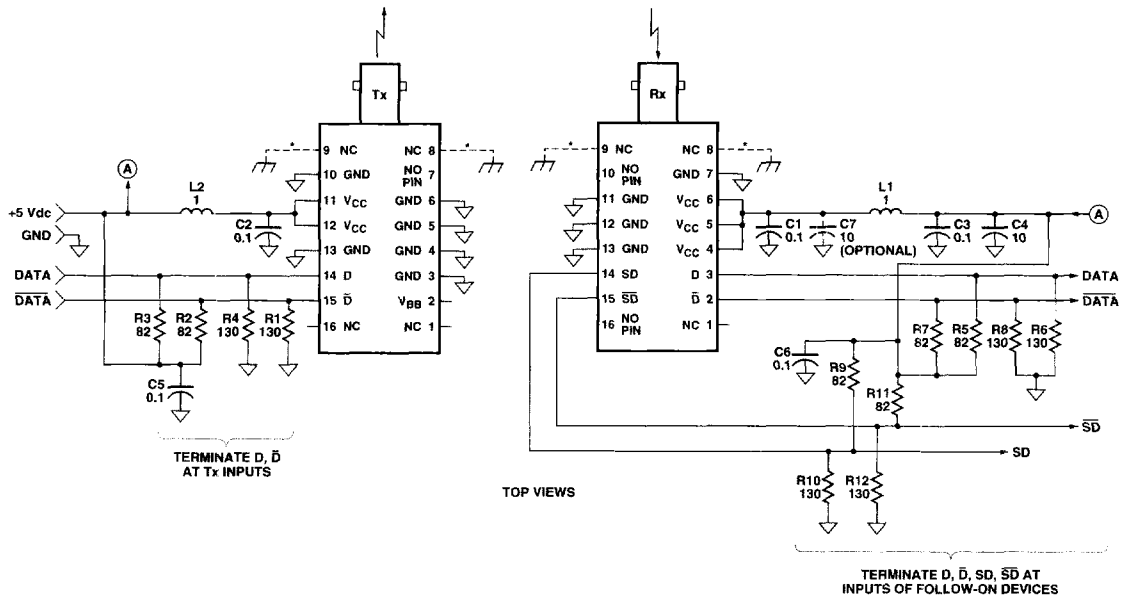 Tx
Rx
*
9 NC
NC 8
*
*
9 NC
NC 8
*
10 GND
NO PIN 7
10 NO PIN
GND 7
A
L2
1
11 VCC
GND 6
11 GND
VCC 6
L1
1
A
+5 Vdc
C2
0.1
12 VCC
GND 5
12 GND
VCC 5
C1
0.1
C7
10
(OPTIONAL)
C3
0.1
C4
10
GND
13 GND
GND 4
13 GND
VCC 4
DATA
14 D
GND 3
14 SD
D 3
DATA
D̅A̅T̅A̅
15 D̅
VBB 2
15 S̅D̅
D̅ 2
D̅A̅T̅A̅
16 NC
NC 1
16 NO PIN
NC 1
R3
82
R2
82
R4
130
R1
130
R7
82
R5
82
R8
130
R6
130
C5
0.1
C6
0.1
R9
82
R11
82
TERMINATE D, D̅
AT Tx INPUTS
S̅D̅
SD
TOP VIEWS
R10
130
R12
130
TERMINATE D, D̅, SD, S̅D̅ AT
INPUTS OF FOLLOW-ON DEVICES